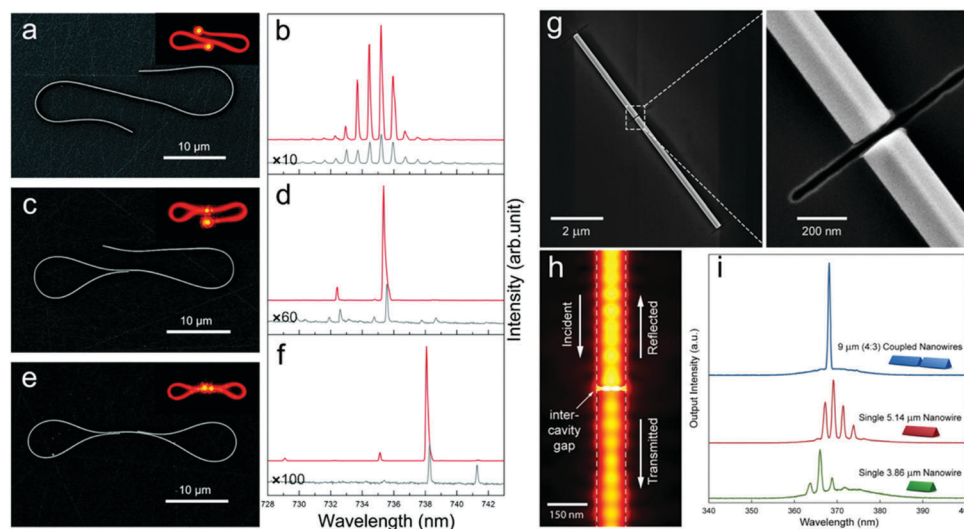 a
10 μm
b
×10
c
10 μm
d
×60
e
10 μm
f
×100
728 730 732 734 736 738 740 742
Wavelength (nm)
Intensity (arb.unit)
g
2 μm
200 nm
h
Incident
Reflected
inter-
cavity
gap
Transmitted
150 nm
i
Output Intensity (a.u.)
9 μm (4:3) Coupled Nanowires
Single 5.14 μm Nanowire
Single 3.86 μm Nanowire
340 350 360 370 380 390
Wavelength (nm)